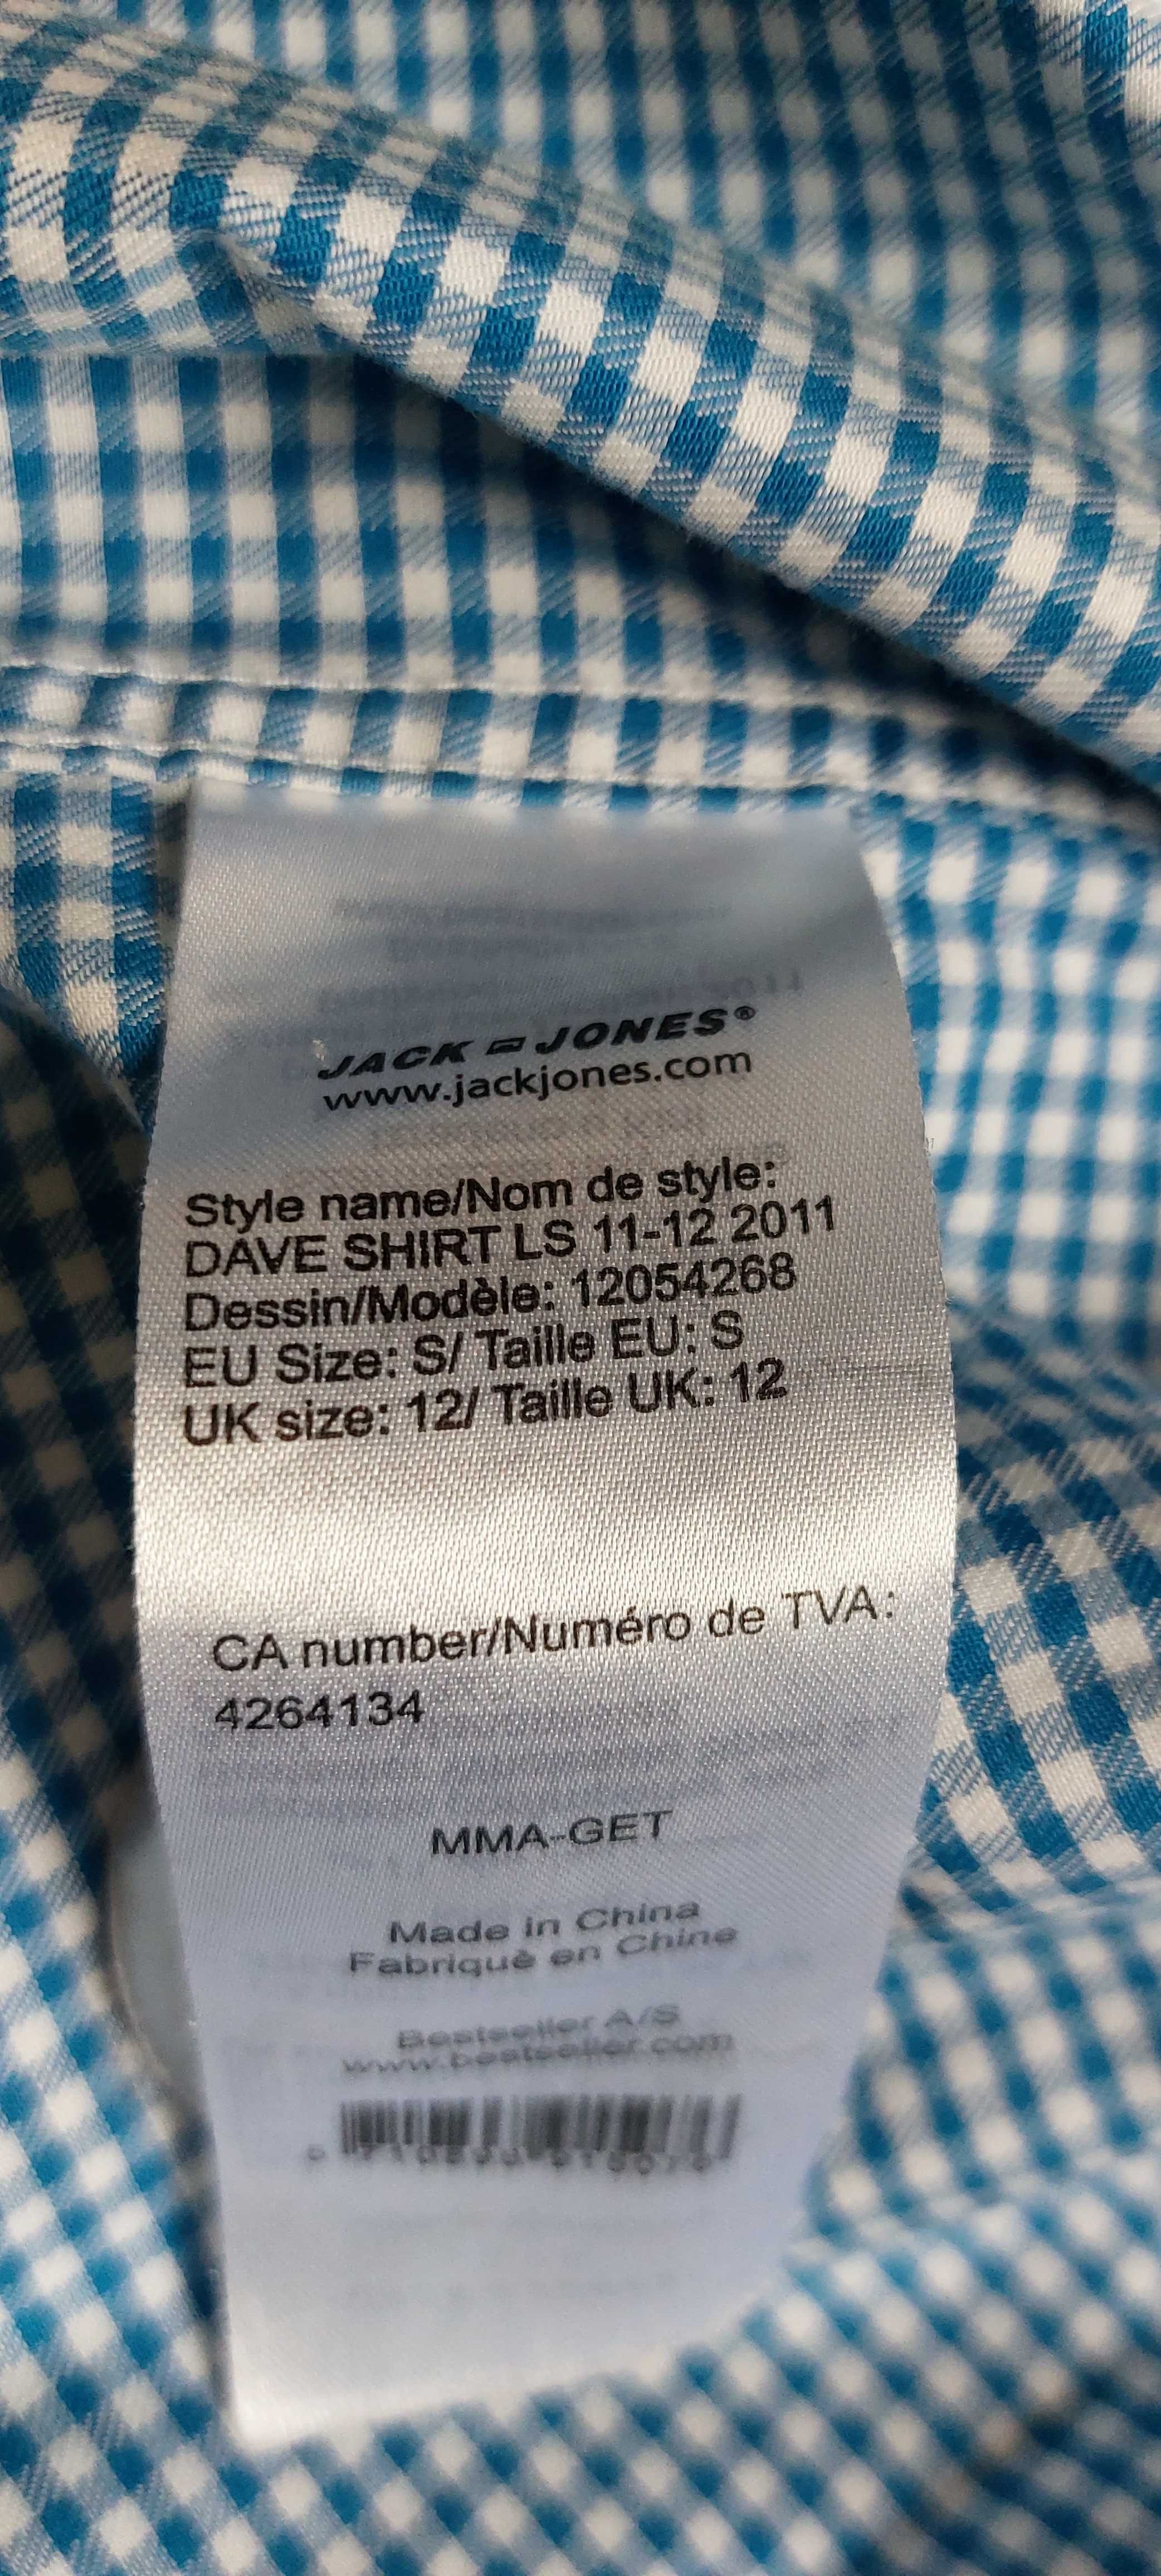 JACK & JONES®
www.jackjones.com
Style name/Nom de style:
DAVE SHIRT LS 11-12 2011
Dessin/Modèle: 12054268
EU Size: S/ Taille EU: S
UK size: 12/ Taille UK: 12
CA number/Numéro de TVA:
4264134
MMA-GET
Made in China
Fabriquè en Chine
Bestseller A/S
www.bestseller.com